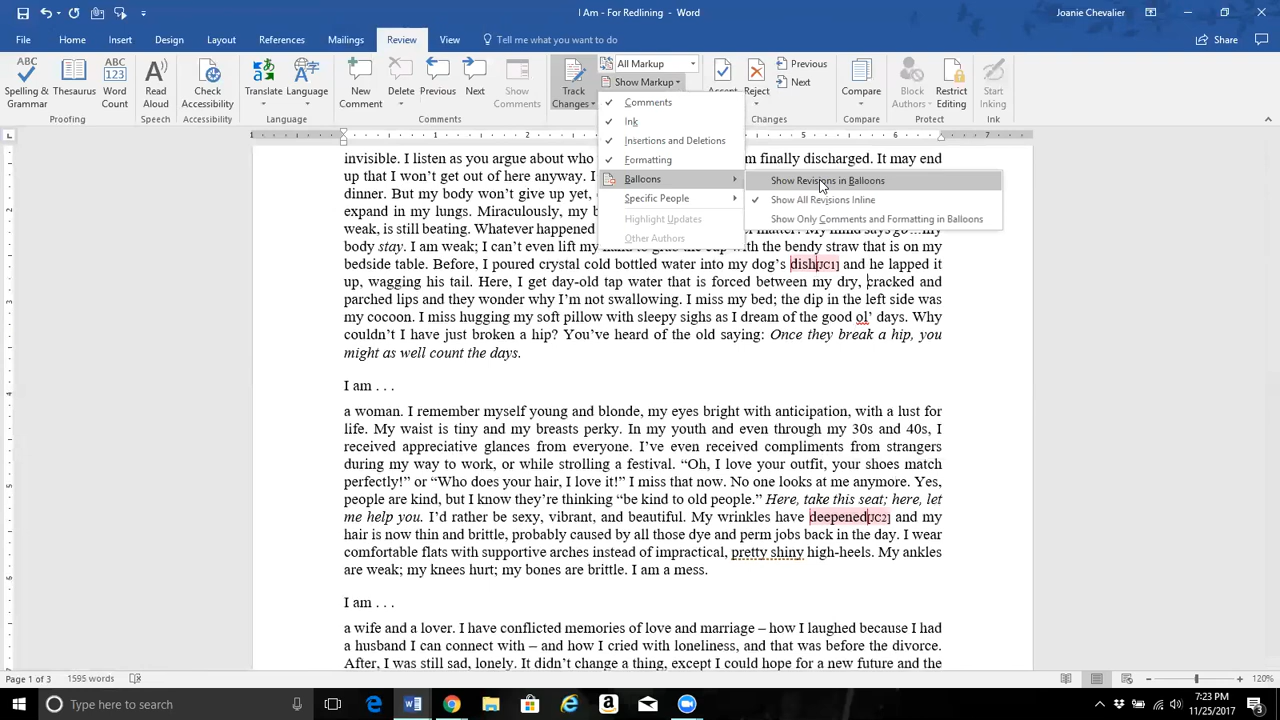 I Am - For Redlining - Word
Joanie Chevalier
File Home Insert Design Layout References Mailings Review View Tell me what you want to do
Share
Spelling & Grammar
Thesaurus
Word Count
Proofing
Read Aloud
Speech
Check Accessibility
Accessibility
Translate
Language
Language
New Comment
Delete
Previous
Next
Show Comments
Comments
Track Changes
All Markup
Show Markup
Reject
Previous
Next
Changes
Compare
Compare
Block Authors
Restrict Editing
Protect
Start Inking
Ink
Comments
Ink
Insertions and Deletions
Formatting
Balloons
Specific People
Highlight Updates
Other Authors
Show Revisions in Balloons
Show All Revisions Inline
Show Only Comments and Formatting in Balloons
invisible. I listen as you argue about who finally discharged. It may end
up that I won't get out of here anyway. I
dinner. But my body won't give up yet,
expand in my lungs. Miraculously, my
weak, is still beating. Whatever happened My mind says go…my
body stay. I am weak; I can't even lift my hand to grab the cup with the bendy straw that is on my
bedside table. Before, I poured crystal cold bottled water into my dog's dish[JC1] and he lapped it
up, wagging his tail. Here, I get day-old tap water that is forced between my dry, cracked and
parched lips and they wonder why I'm not swallowing. I miss my bed; the dip in the left side was
my cocoon. I miss hugging my soft pillow with sleepy sighs as I dream of the good ol' days. Why
couldn't I have just broken a hip? You've heard of the old saying: Once they break a hip, you
might as well count the days.
I am . . .
a woman. I remember myself young and blonde, my eyes bright with anticipation, with a lust for
life. My waist is tiny and my breasts perky. In my youth and even through my 30s and 40s, I
received appreciative glances from everyone. I've even received compliments from strangers
during my way to work, or while strolling a festival. "Oh, I love your outfit, your shoes match
perfectly!" or "Who does your hair, I love it!" I miss that now. No one looks at me anymore. Yes,
people are kind, but I know they're thinking "be kind to old people." Here, take this seat; here, let
me help you. I'd rather be sexy, vibrant, and beautiful. My wrinkles have deepened[JC2] and my
hair is now thin and brittle, probably caused by all those dye and perm jobs back in the day. I wear
comfortable flats with supportive arches instead of impractical, pretty shiny high-heels. My ankles
are weak; my knees hurt; my bones are brittle. I am a mess.
I am . . .
a wife and a lover. I have conflicted memories of love and marriage – how I laughed because I had
a husband I can connect with – and how I cried with loneliness, and that was before the divorce.
After, I was still sad, lonely. It didn't change a thing, except I could hope for a new future and the
Page 1 of 3 1595 words
120%
Type here to search
7:23 PM
11/25/2017